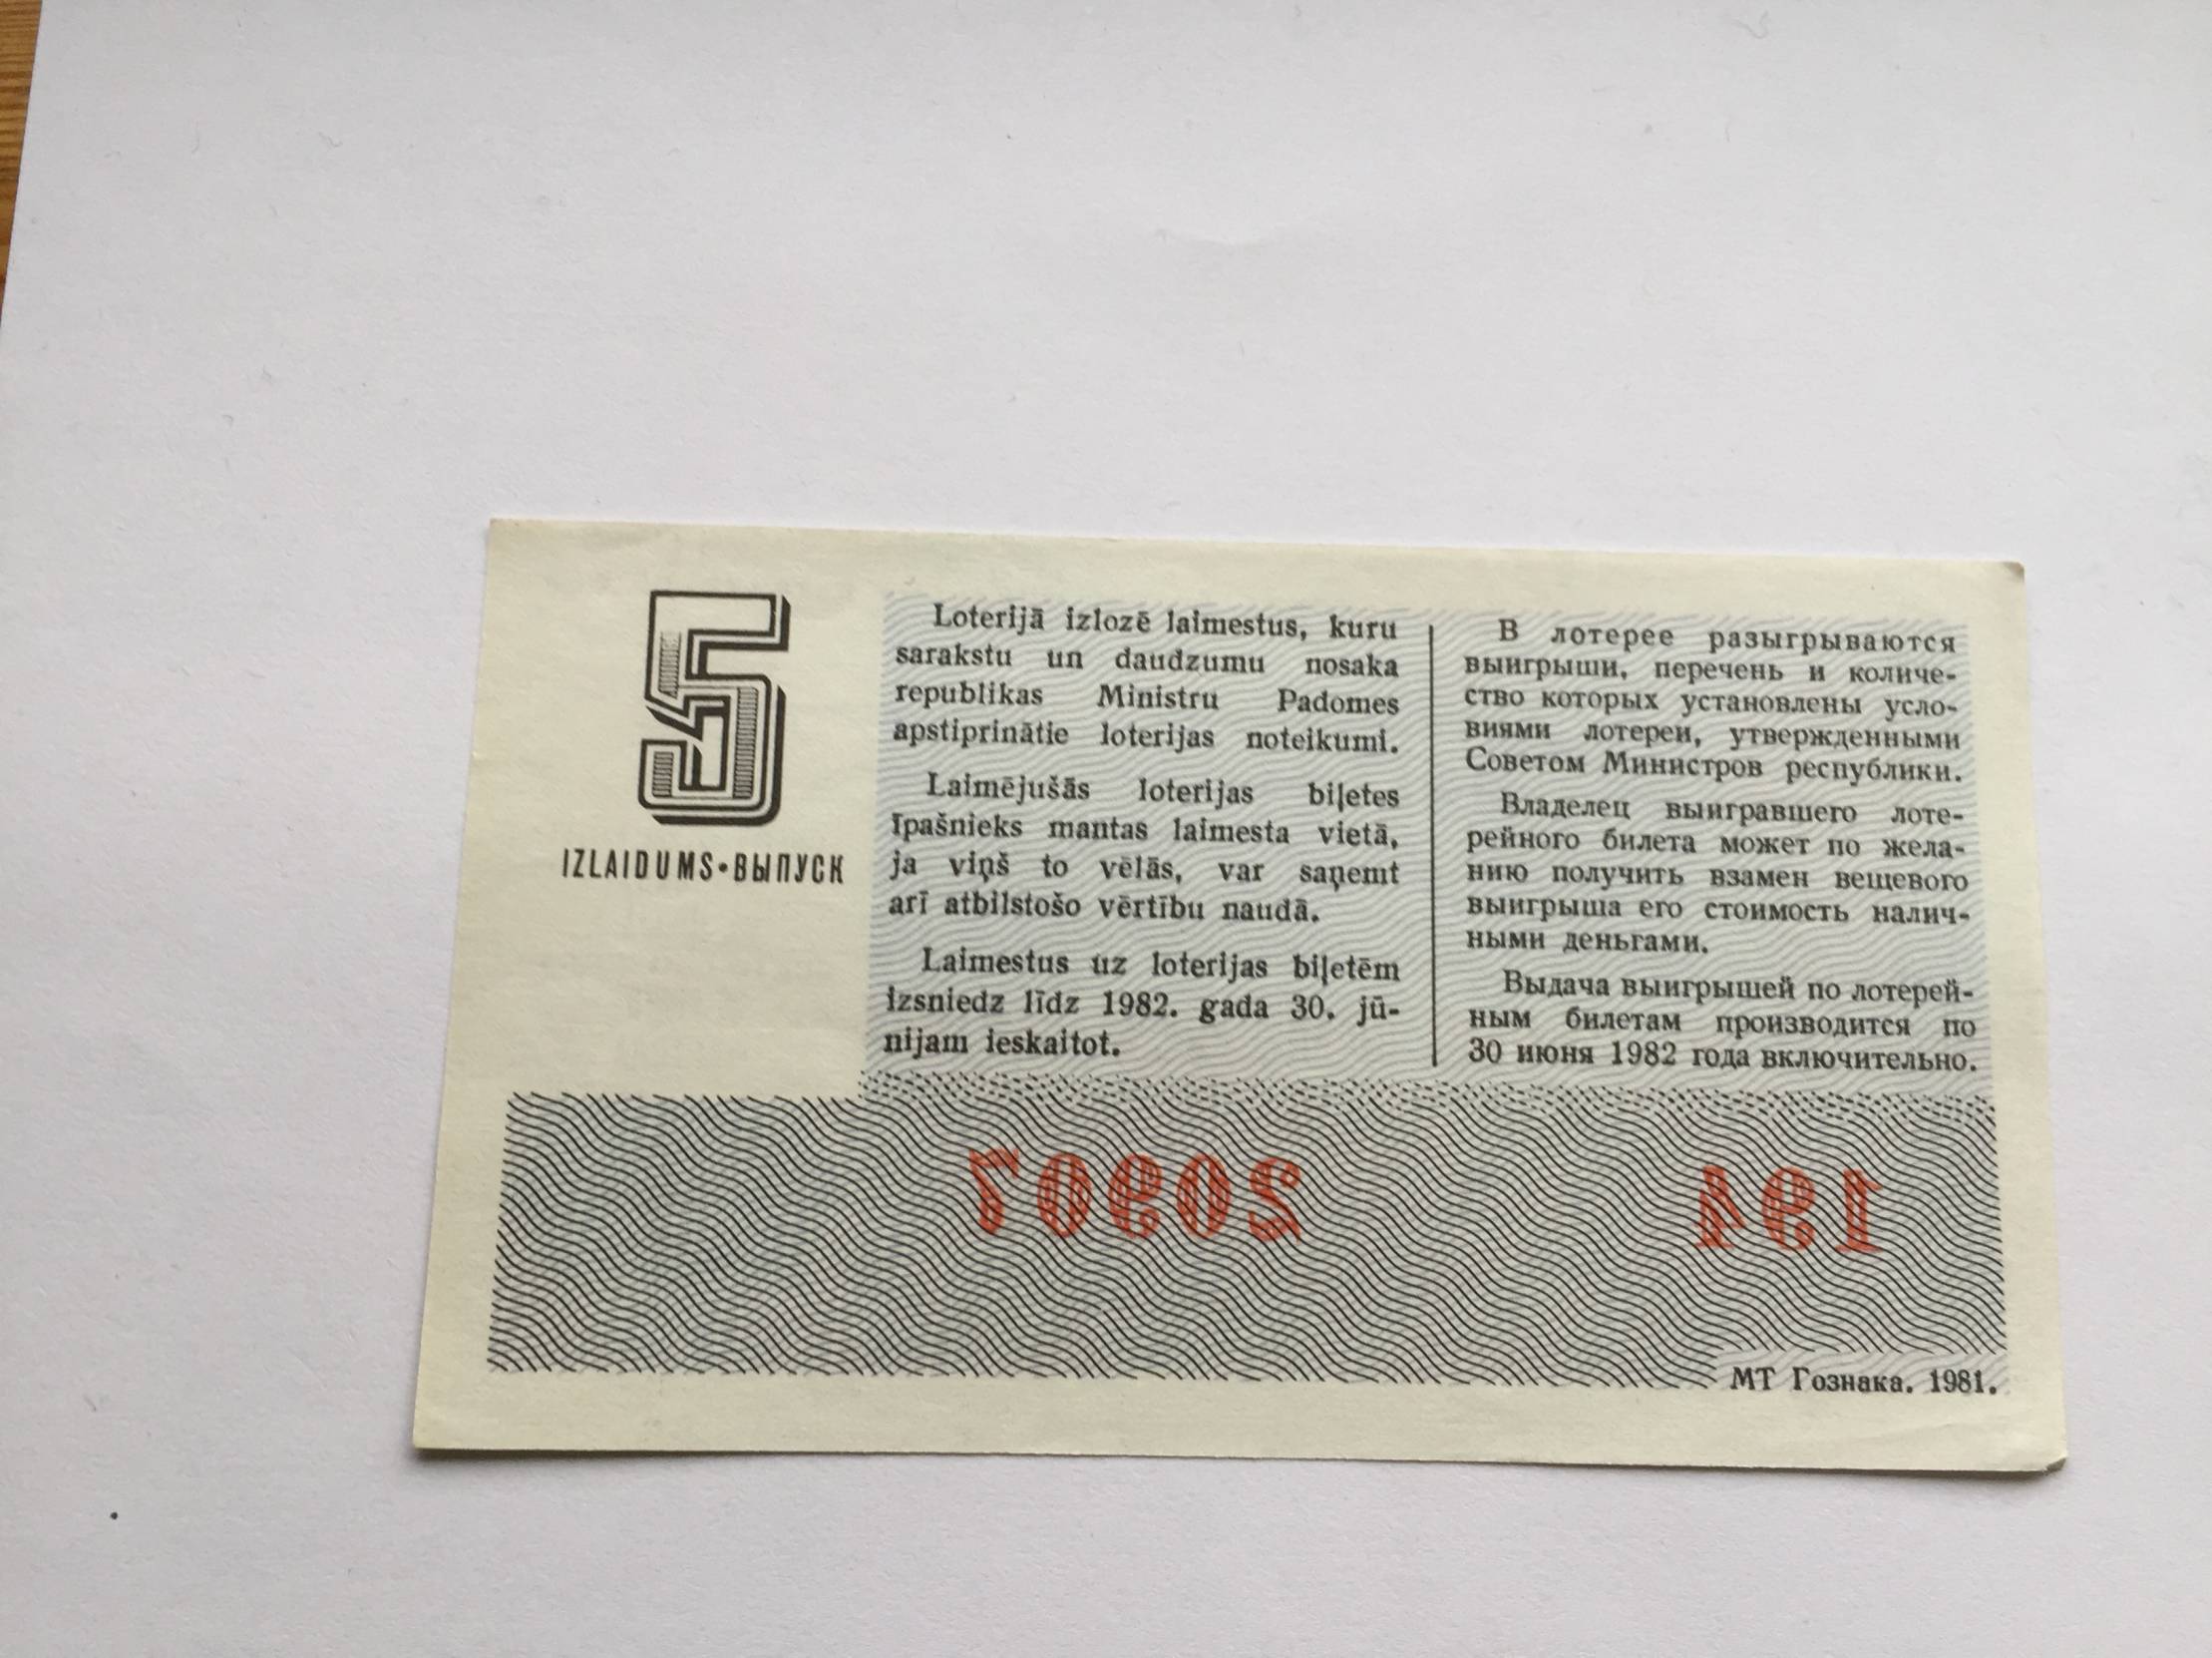 5
IZLAIDUMS•ВЫПУСК
Loterijā izlozē laimestus, kuru
sarakstu un daudzumu nosaka
republikas Ministru Padomes
apstiprinātie loterijas noteikumi.
Laimējušās loterijas biļetes
īpašnieks mantas laimesta vietā,
ja viņš to vēlās, var saņemt
arī atbilstošo vērtību naudā.
Laimestus uz loterijas biļetēm
izsniedz līdz 1982. gada 30. jū-
nijam ieskaitot.
В лотерее разыгрываются
выигрыши, перечень и количе-
ство которых установлены усло-
виями лотереи, утвержденными
Советом Министров республики.
Владелец выигравшего лоте-
рейного билета может по жела-
нию получить взамен вещевого
выигрыша его стоимость налич-
ными деньгами.
Выдача выигрышей по лотерей-
ным билетам производится по
30 июня 1982 года включительно.
20907
194
МТ Гознака. 1981.